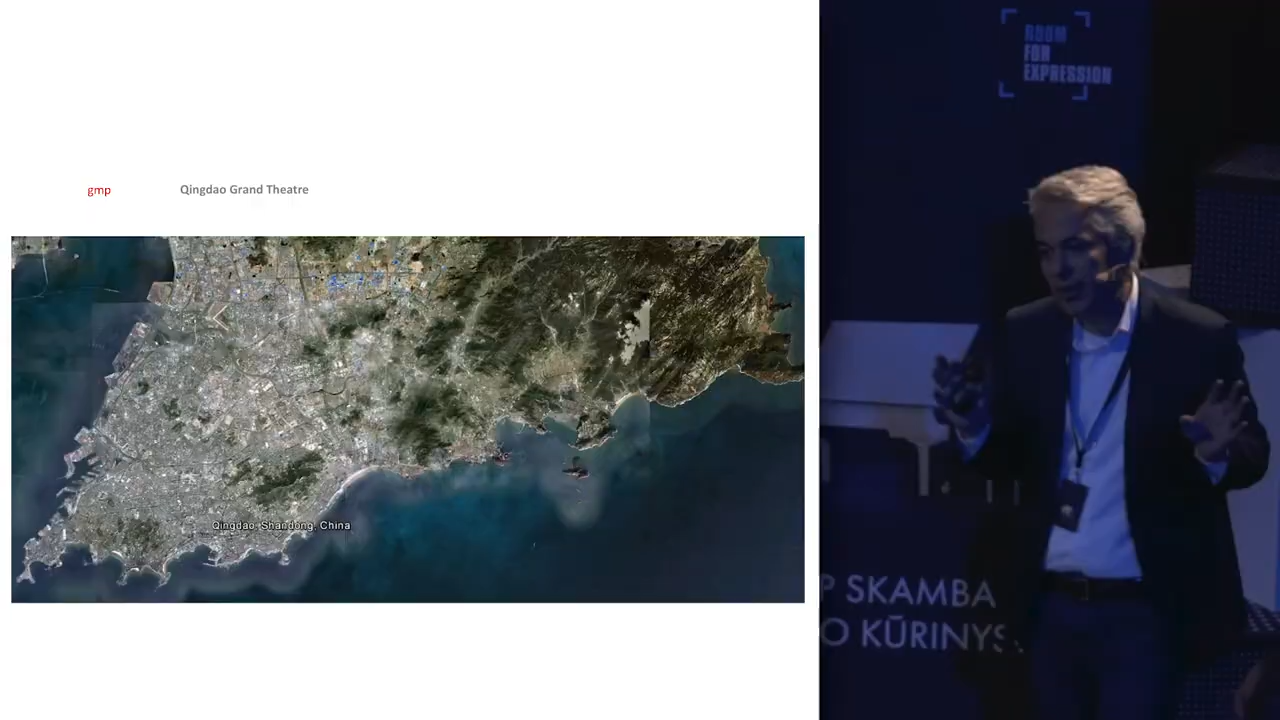 gmp
Qingdao Grand Theatre
Qingdao, Shandong, China
ROOM
FOR
EXPRESSION
P SKAMBA
O KŪRINYS